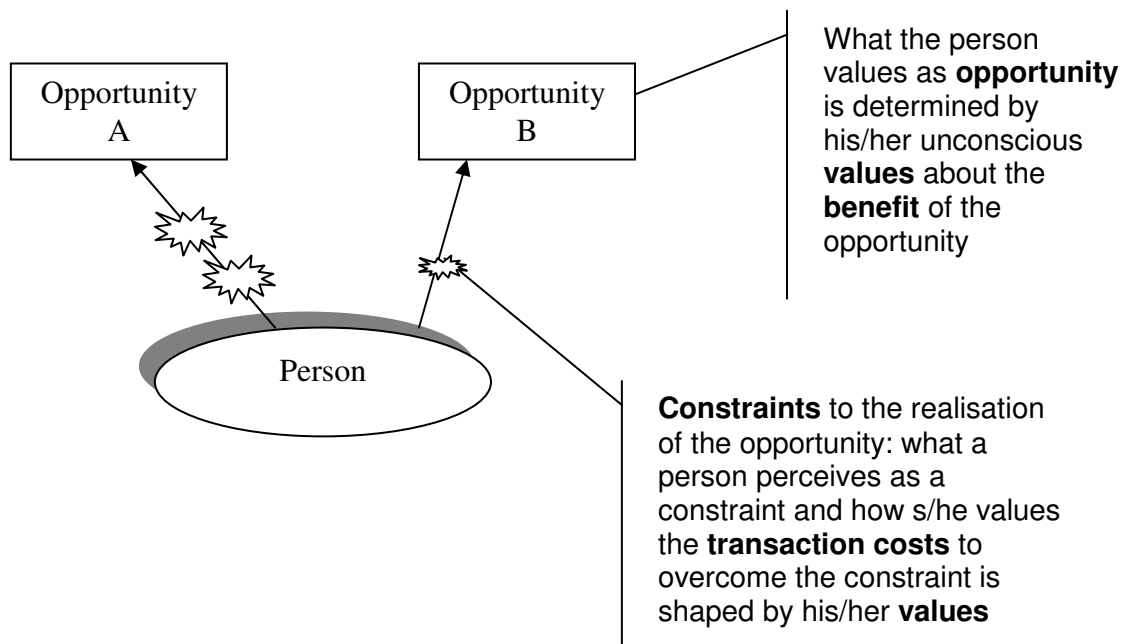 Opportunity
A
Opportunity
B
What the person
values as opportunity
is determined by
his/her unconscious
values about the
benefit of the
opportunity
Person
Constraints to the realisation
of the opportunity: what a
person perceives as a
constraint and how s/he values
the transaction costs to
overcome the constraint is
shaped by his/her values